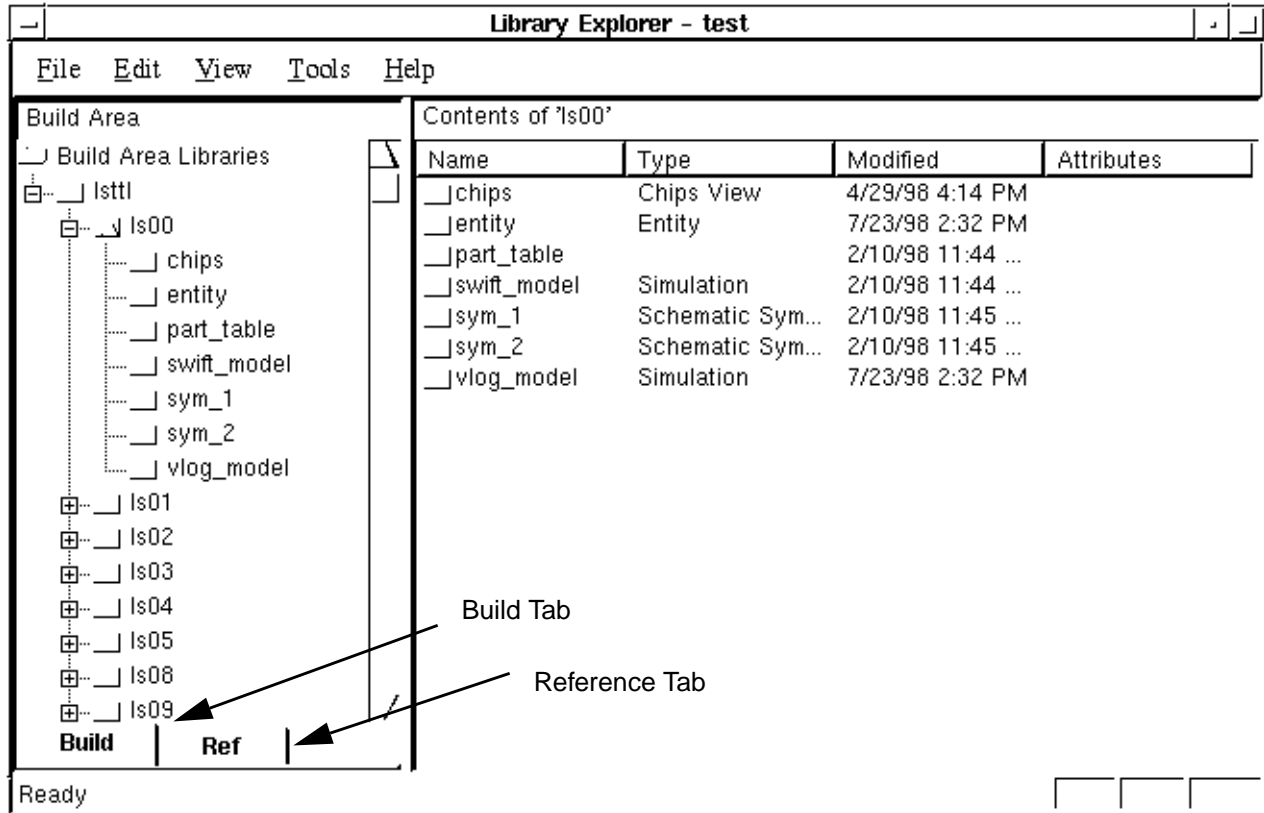 Library Explorer - test
File Edit View Tools Help
Build Area
Build Area Libraries
lsttl
ls00
chips
entity
part_table
swift_model
sym_1
sym_2
vlog_model
ls01
ls02
ls03
ls04
ls05
ls08
ls09
Build Ref
Contents of 'ls00'
Name Type Modified Attributes
chips Chips View 4/29/98 4:14 PM
entity Entity 7/23/98 2:32 PM
part_table 2/10/98 11:44 ...
swift_model Simulation 2/10/98 11:44 ...
sym_1 Schematic Sym... 2/10/98 11:45 ...
sym_2 Schematic Sym... 2/10/98 11:45 ...
vlog_model Simulation 7/23/98 2:32 PM
Build Tab
Reference Tab
Ready